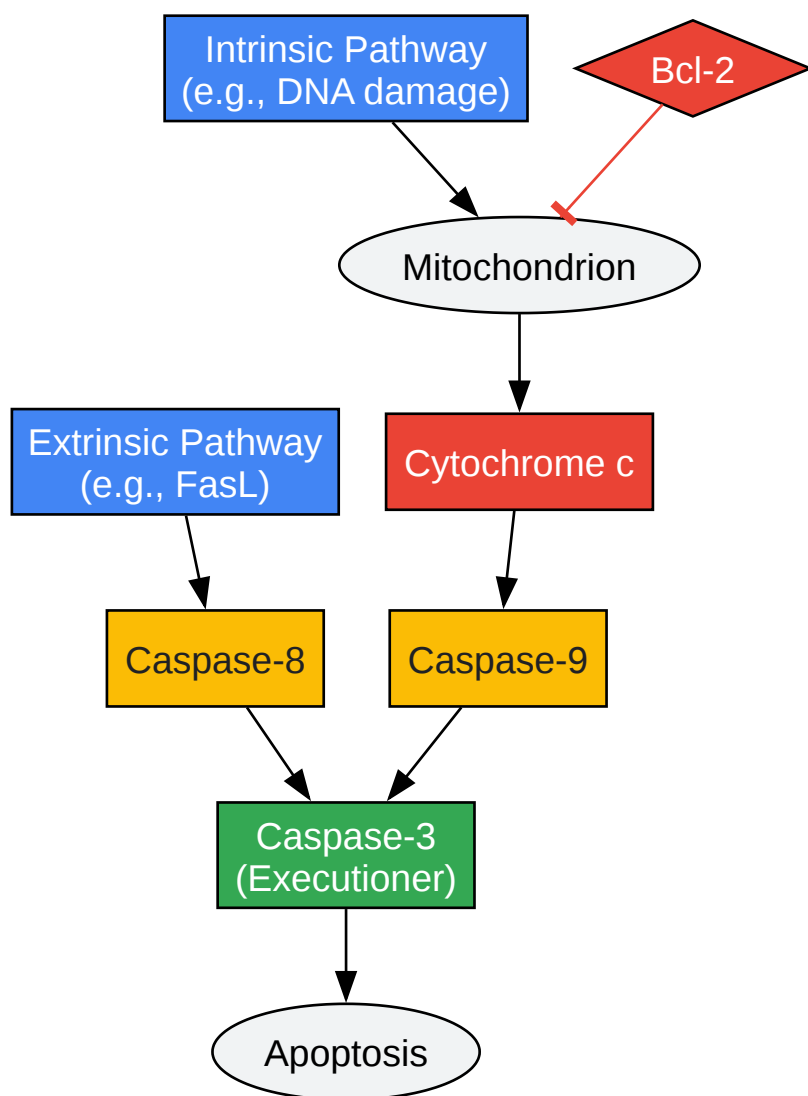 Intrinsic Pathway
(e.g., DNA damage)
Bcl-2
Mitochondrion
Extrinsic Pathway
(e.g., FasL)
Cytochrome c
Caspase-8
Caspase-9
Caspase-3
(Executioner)
Apoptosis